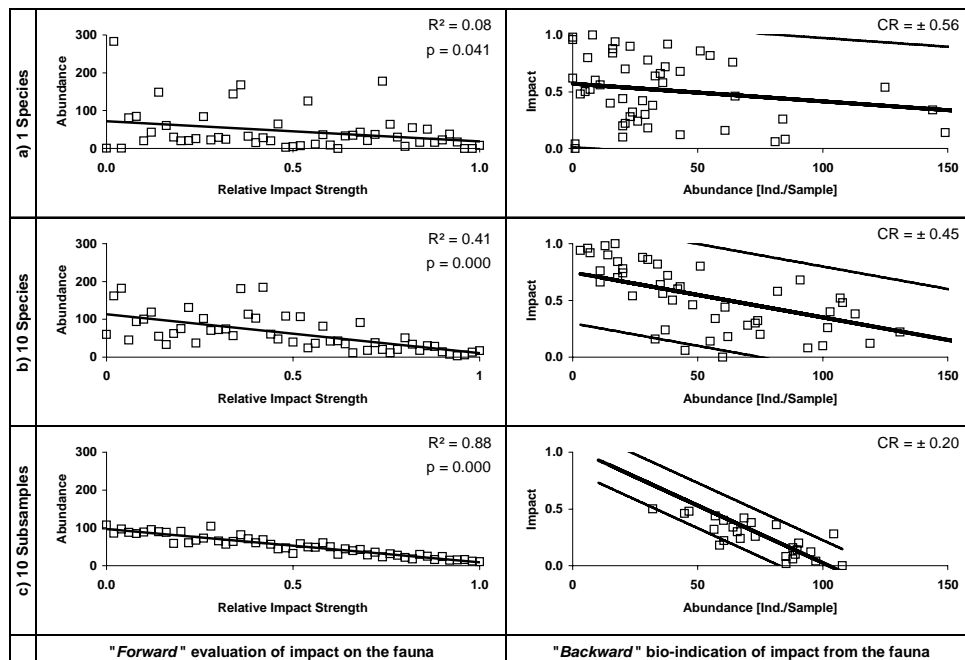 a) 1 Species
Abundance
300
200
100
0
0.0
0.5
1.0
Relative Impact Strength
R² = 0.08
p = 0.041
Impact
1.0
0.5
0.0
0
50
100
150
Abundance [Ind./Sample]
CR = ± 0.56
b) 10 Species
Abundance
300
200
100
0
0
0.5
1
Relative Impact Strength
R² = 0.41
p = 0.000
Impact
1.0
0.5
0.0
0
50
100
150
Abundance [Ind./Sample]
CR = ± 0.45
c) 10 Subsamples
Abundance
300
200
100
0
0.0
0.5
1.0
Relative Impact Strength
R² = 0.88
p = 0.000
Impact
1.0
0.5
0.0
0
50
100
150
Abundance [Ind./Sample]
CR = ± 0.20
"Forward" evaluation of impact on the fauna
"Backward" bio-indication of impact from the fauna